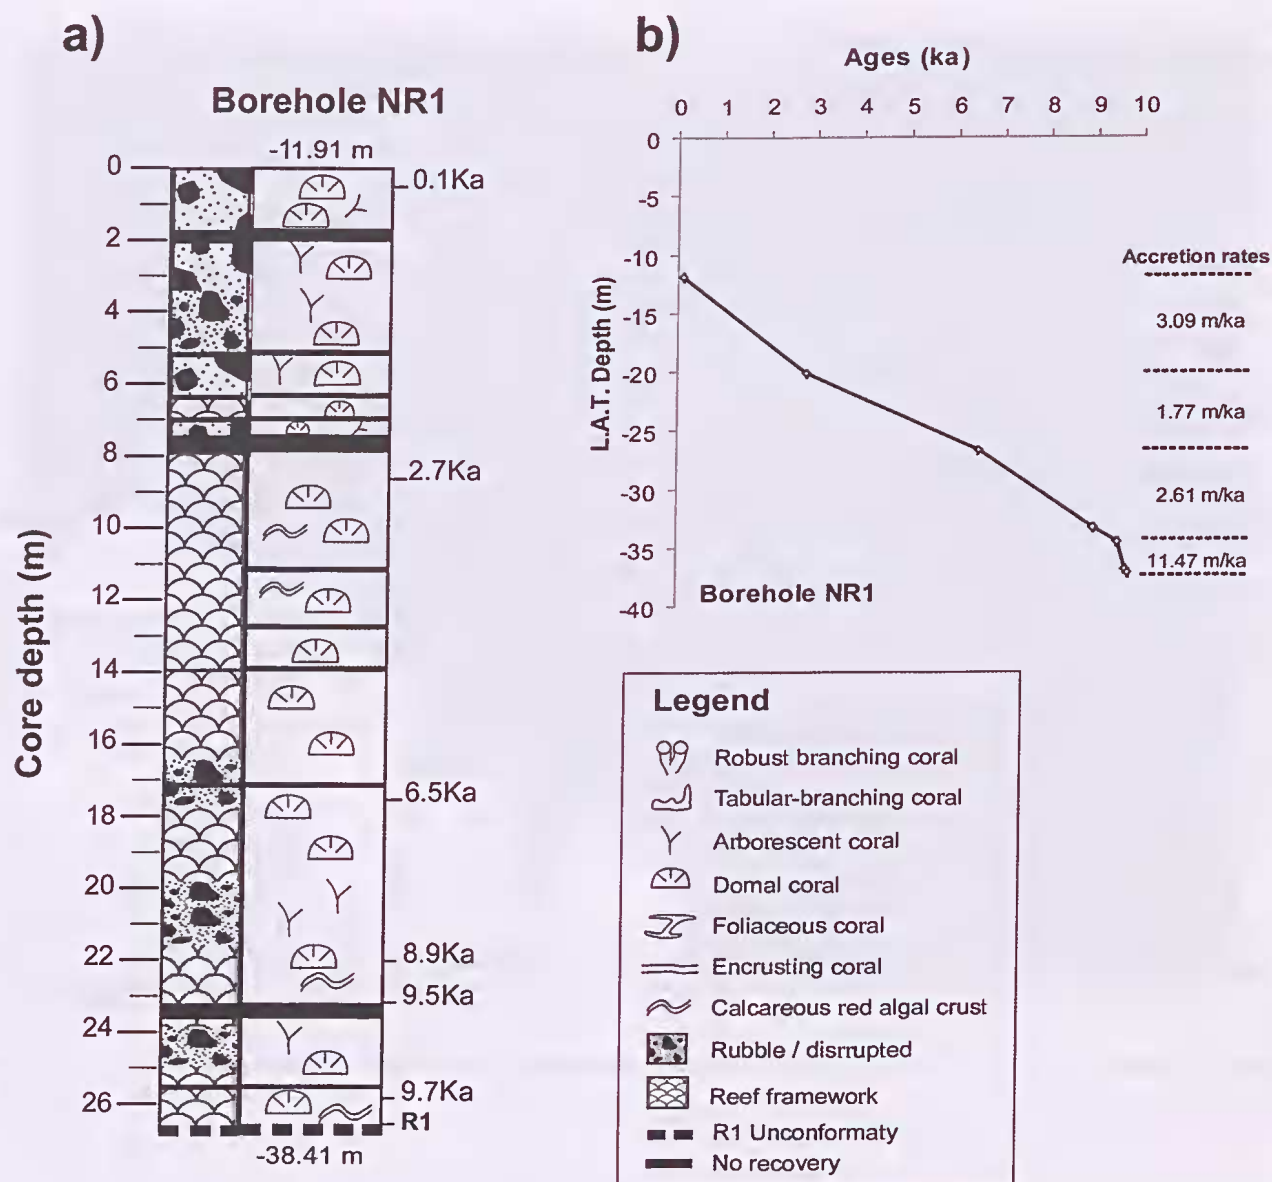 a)
Borehole NR1
-11.91 m
Core depth (m)
0
2
4
6
8
10
12
14
16
18
20
22
24
26
0.1Ka
2.7Ka
6.5Ka
8.9Ka
9.5Ka
9.7Ka
R1
-38.41 m
b)
Ages (ka)
0 1 2 3 4 5 6 7 8 9 10
L.A.T. Depth (m)
0
-5
-10
-15
-20
-25
-30
-35
-40
Accretion rates
3.09 m/ka
1.77 m/ka
2.61 m/ka
11.47 m/ka
Borehole NR1
Legend
Robust branching coral
Tabular-branching coral
Arborescent coral
Domal coral
Foliaceous coral
Encrusting coral
Calcareous red algal crust
Rubble / disrrupted
Reef framework
R1 Unconformaty
No recovery